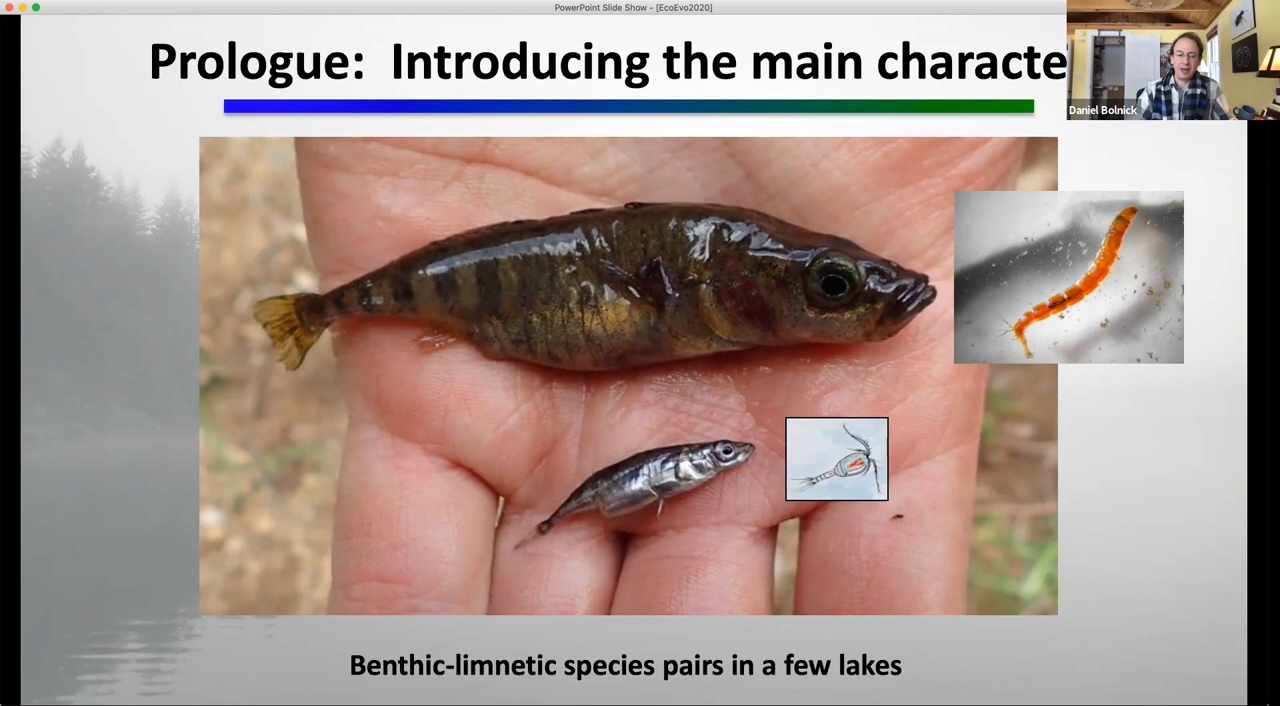 PowerPoint Slide Show - [EcoEvo2020]
Prologue:  Introducing the main characte
Daniel Bolnick
Benthic-limnetic species pairs in a few lakes